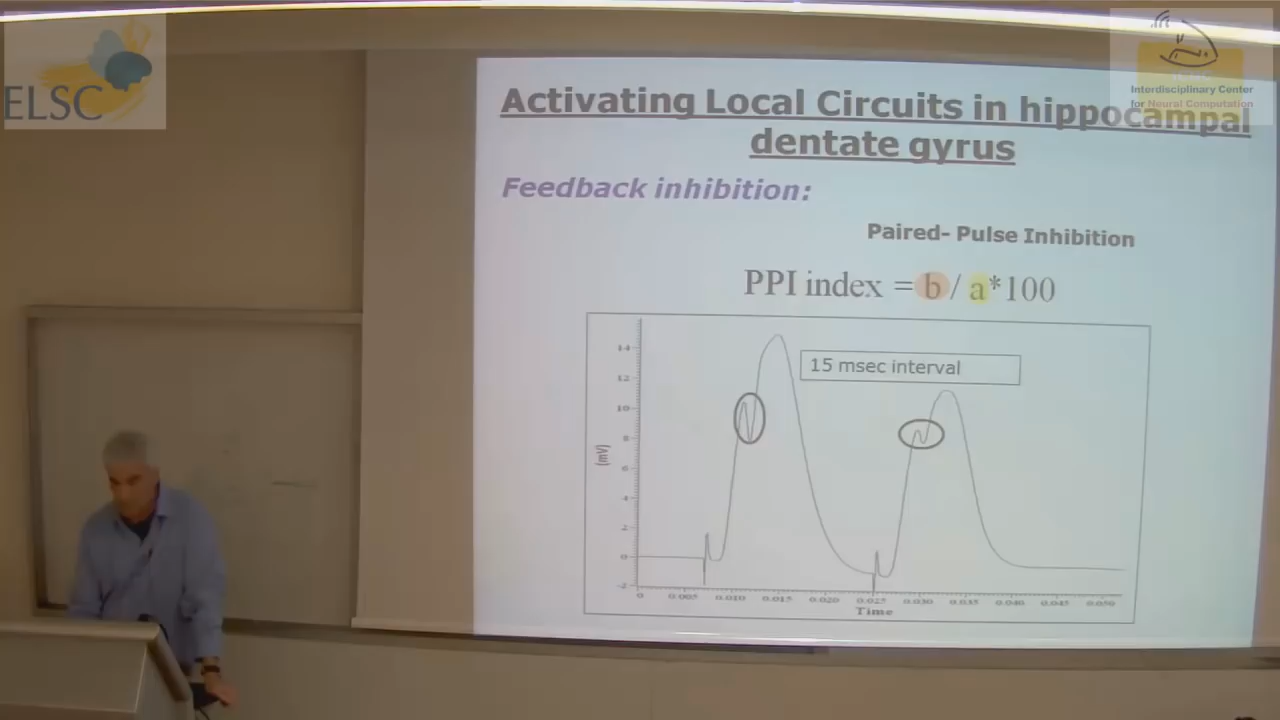 ELSC
Interdisciplinary Center
for Neural Computation
Activating Local Circuits in hippocampal
dentate gyrus
Feedback inhibition:
Paired- Pulse Inhibition
PPI index = b / a*100
15 msec interval
(mV)
14
12
10
8
6
4
2
0
-2
0 0.005 0.010 0.015 0.020 0.025 0.030 0.035 0.040 0.045 0.050
Time